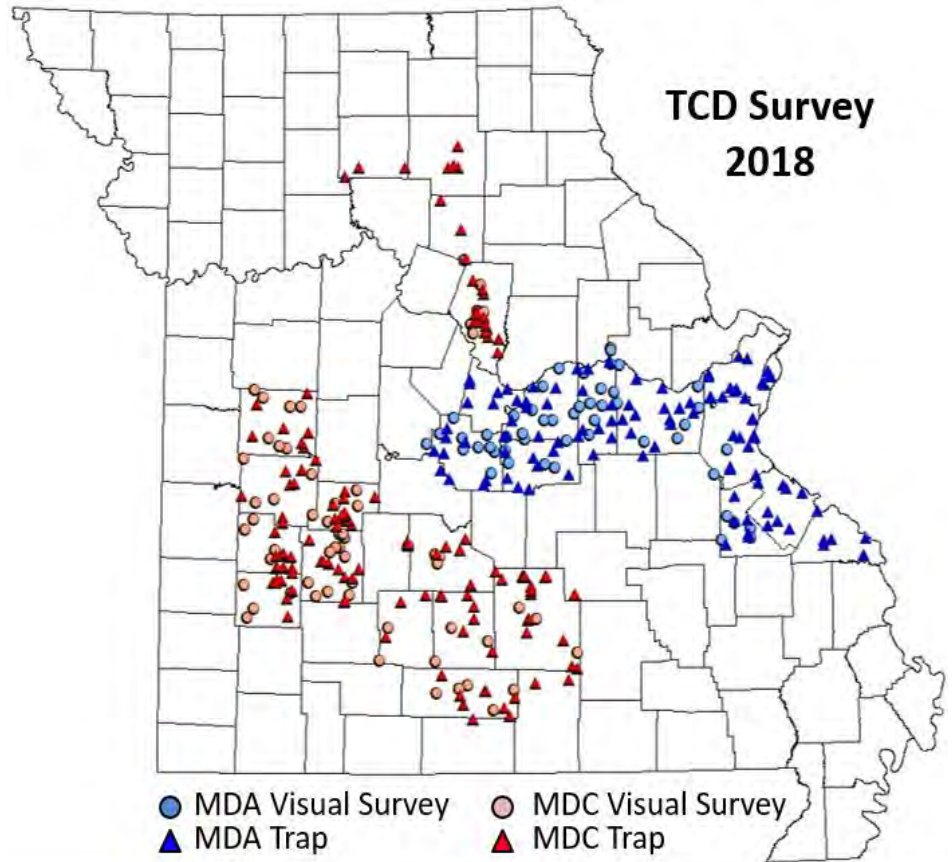 TCD Survey
2018
MDA Visual Survey
MDC Visual Survey
MDA Trap
MDC Trap